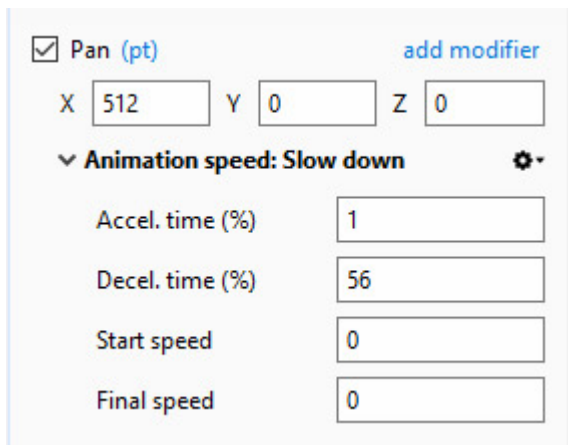 Pan (pt) add modifier
X 512 Y 0 Z 0
Animation speed: Slow down
Accel. time (%) 1
Decel. time (%) 56
Start speed 0
Final speed 0